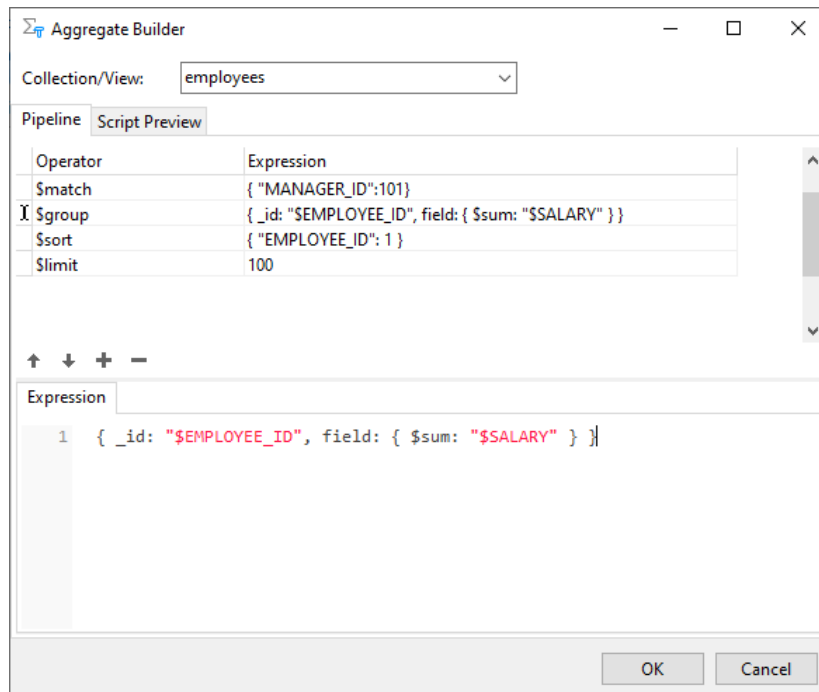 Aggregate Builder
Collection/View: employees
Pipeline Script Preview
Operator Expression
$match { "MANAGER_ID":101}
$group { _id: "$EMPLOYEE_ID", field: { $sum: "$SALARY" } }
$sort { "EMPLOYEE_ID": 1 }
$limit 100
Expression
1 { _id: "$EMPLOYEE_ID", field: { $sum: "$SALARY" } }
OK Cancel